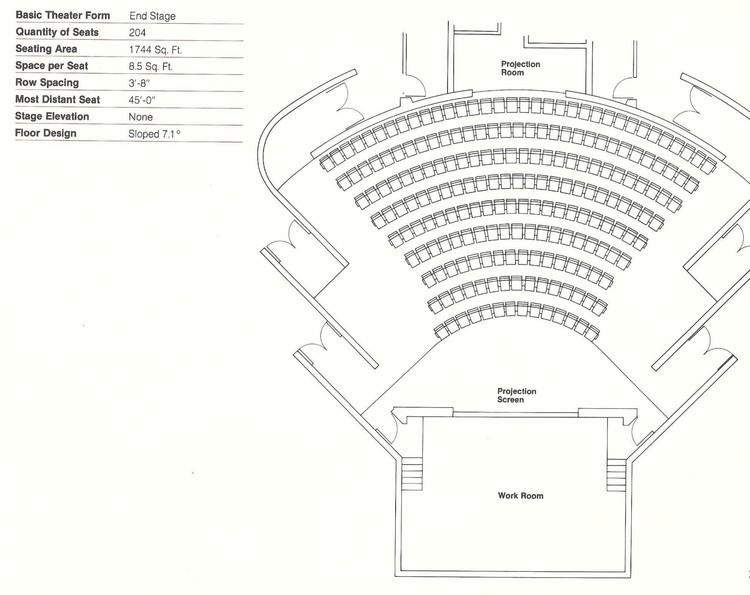 Basic Theater Form End Stage
Quantity of Seats 204
Seating Area 1744 Sq. Ft.
Space per Seat 8.5 Sq. Ft.
Row Spacing 3'-8"
Most Distant Seat 45'-0"
Stage Elevation None
Floor Design Sloped 7.1°
Projection
Room
Projection
Screen
Work Room